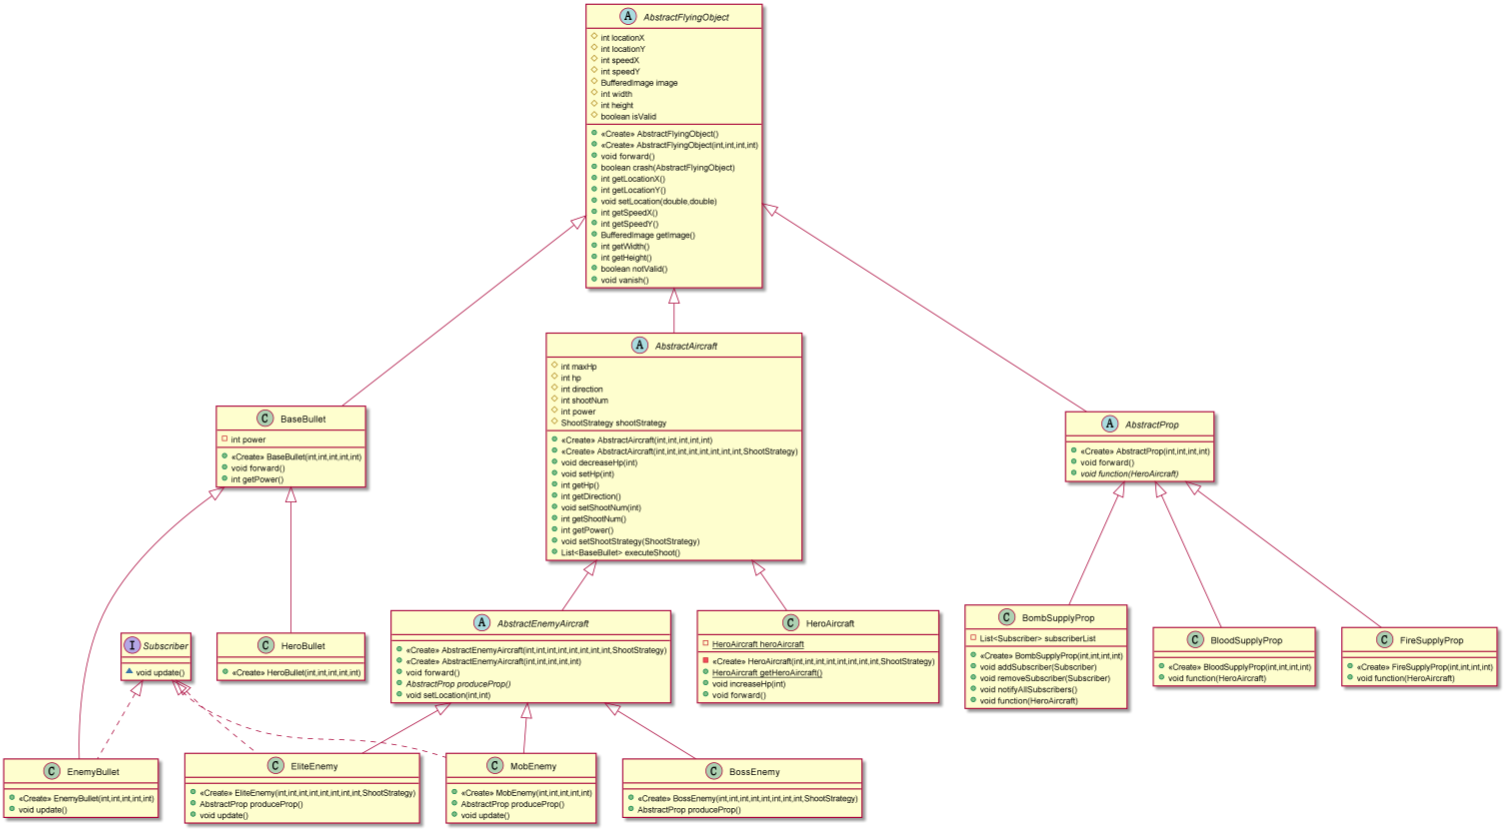 A AbstractFlyingObject
int locationX
int locationY
int speedX
int speedY
BufferedImage image
int width
int height
boolean isValid
«Create» AbstractFlyingObject()
«Create» AbstractFlyingObject(int,int,int,int)
void forward()
boolean crash(AbstractFlyingObject)
int getLocationX()
int getLocationY()
void setLocation(double,double)
int getSpeedX()
int getSpeedY()
BufferedImage getImage()
int getWidth()
int getHeight()
boolean notValid()
void vanish()
A AbstractAircraft
int maxHp
int hp
int direction
int shootNum
int power
ShootStrategy shootStrategy
«Create» AbstractAircraft(int,int,int,int,int)
«Create» AbstractAircraft(int,int,int,int,int,int,int,int,ShootStrategy)
void decreaseHp(int)
void setHp(int)
int getHp()
int getDirection()
void setShootNum(int)
int getShootNum()
int getPower()
void setShootStrategy(ShootStrategy)
List<BaseBullet> executeShoot()
C BaseBullet
int power
«Create» BaseBullet(int,int,int,int,int)
void forward()
int getPower()
A AbstractProp
«Create» AbstractProp(int,int,int,int)
void forward()
void function(HeroAircraft)
I Subscriber
void update()
C HeroBullet
«Create» HeroBullet(int,int,int,int,int)
A AbstractEnemyAircraft
«Create» AbstractEnemyAircraft(int,int,int,int,int,int,int,int,ShootStrategy)
«Create» AbstractEnemyAircraft(int,int,int,int,int)
void forward()
AbstractProp produceProp()
void setLocation(int,int)
C HeroAircraft
HeroAircraft heroAircraft
«Create» HeroAircraft(int,int,int,int,int,int,int,int,ShootStrategy)
HeroAircraft getHeroAircraft()
void increaseHp(int)
void forward()
C BombSupplyProp
List<Subscriber> subscriberList
«Create» BombSupplyProp(int,int,int,int)
void addSubscriber(Subscriber)
void removeSubscriber(Subscriber)
void notifyAllSubscribers()
void function(HeroAircraft)
C BloodSupplyProp
«Create» BloodSupplyProp(int,int,int,int)
void function(HeroAircraft)
C FireSupplyProp
«Create» FireSupplyProp(int,int,int,int)
void function(HeroAircraft)
C EnemyBullet
«Create» EnemyBullet(int,int,int,int,int)
void update()
C EliteEnemy
«Create» EliteEnemy(int,int,int,int,int,int,int,int,ShootStrategy)
AbstractProp produceProp()
void update()
C MobEnemy
«Create» MobEnemy(int,int,int,int,int)
AbstractProp produceProp()
void update()
C BossEnemy
«Create» BossEnemy(int,int,int,int,int,int,int,int,ShootStrategy)
AbstractProp produceProp()